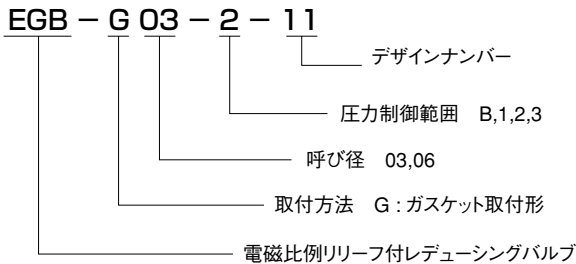 EGB － G 03 － 2 － 11
デザインナンバー
圧力制御範囲　B,1,2,3
呼び径　03,06
取付方法　G : ガスケット取付形
電磁比例リリーフ付レデューシングバルブ